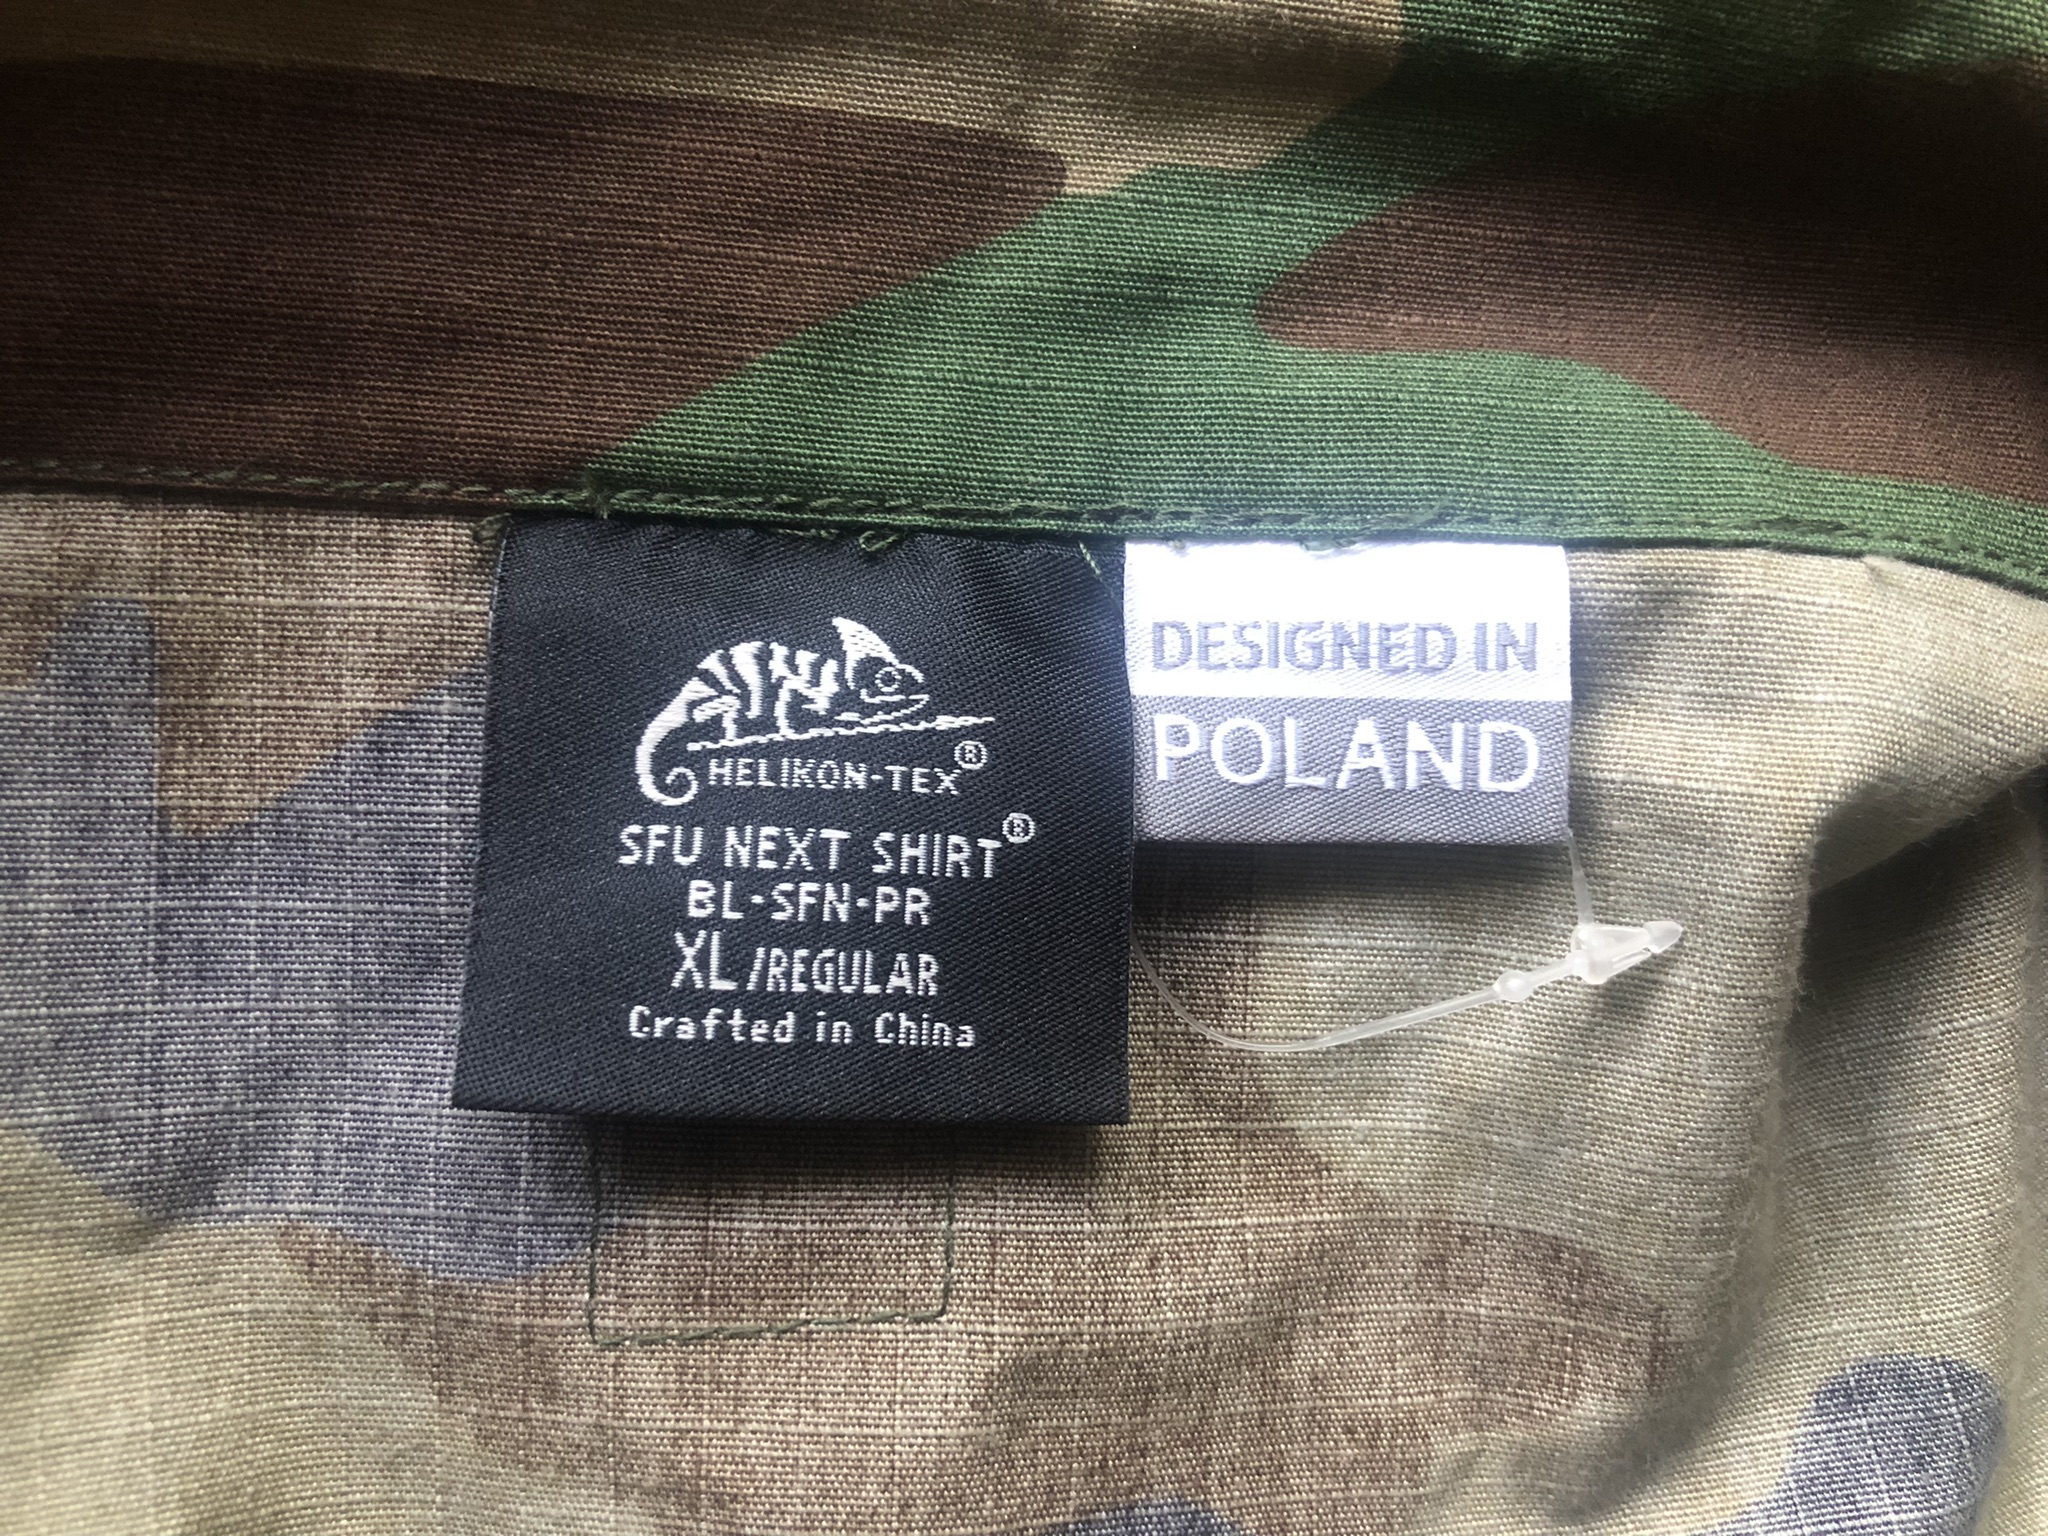 HELIKON-TEX®
SFU NEXT SHIRT®
BL-SFN-PR
XL/REGULAR
Crafted in China
DESIGNED IN
POLAND